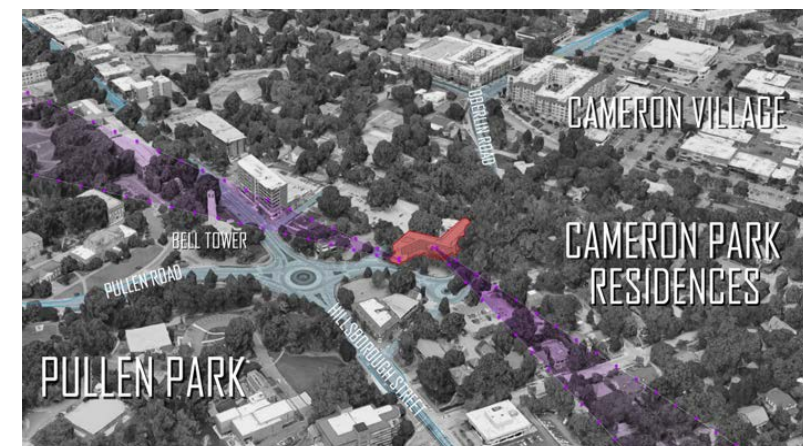 OBERLIN ROAD
CAMERON VILLAGE
BELL TOWER
CAMERON PARK
RESIDENCES
PULLEN ROAD
HILLSBOROUGH STREET
PULLEN PARK